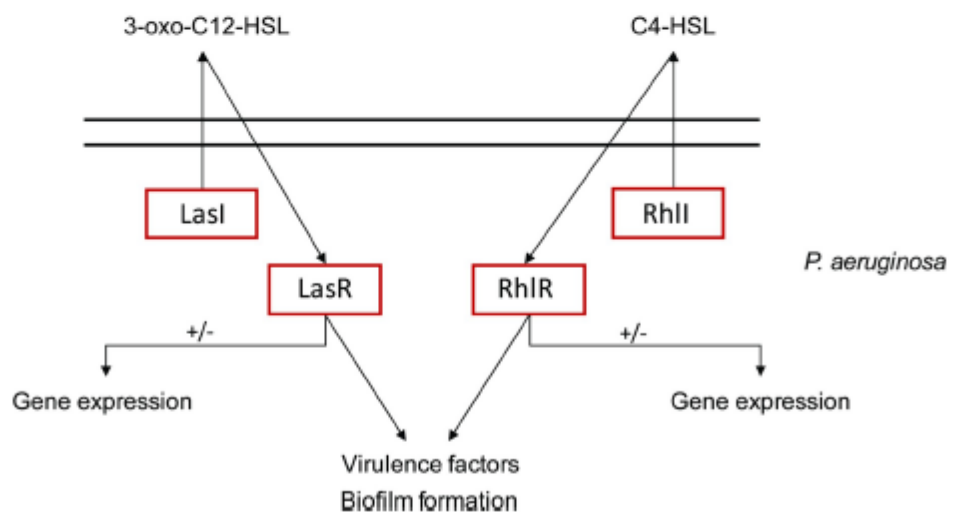 3-oxo-C12-HSL
C4-HSL
LasI
RhlI
P. aeruginosa
LasR
RhlR
+/-
+/-
Gene expression
Gene expression
Virulence factors
Biofilm formation